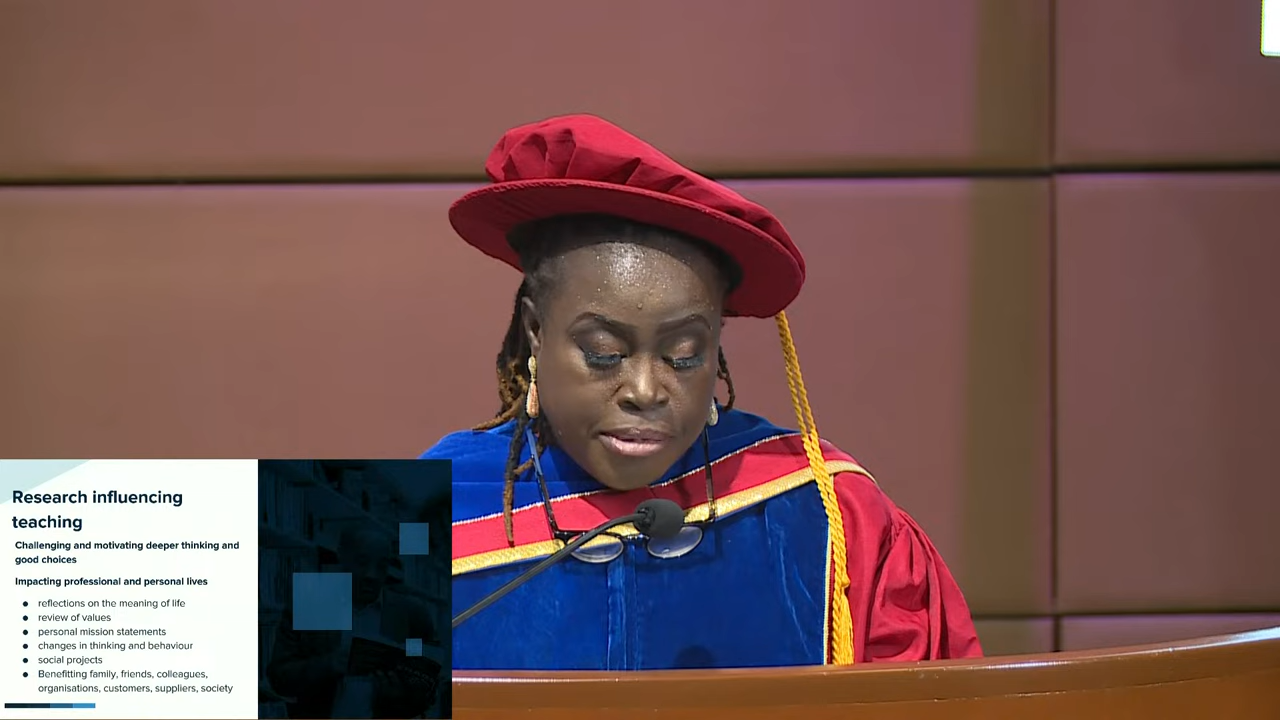 Research influencing
teaching
Challenging and motivating deeper thinking and
good choices
Impacting professional and personal lives
● reflections on the meaning of life
● review of values
● personal mission statements
● changes in thinking and behaviour
● social projects
● Benefitting family, friends, colleagues,
organisations, customers, suppliers, society